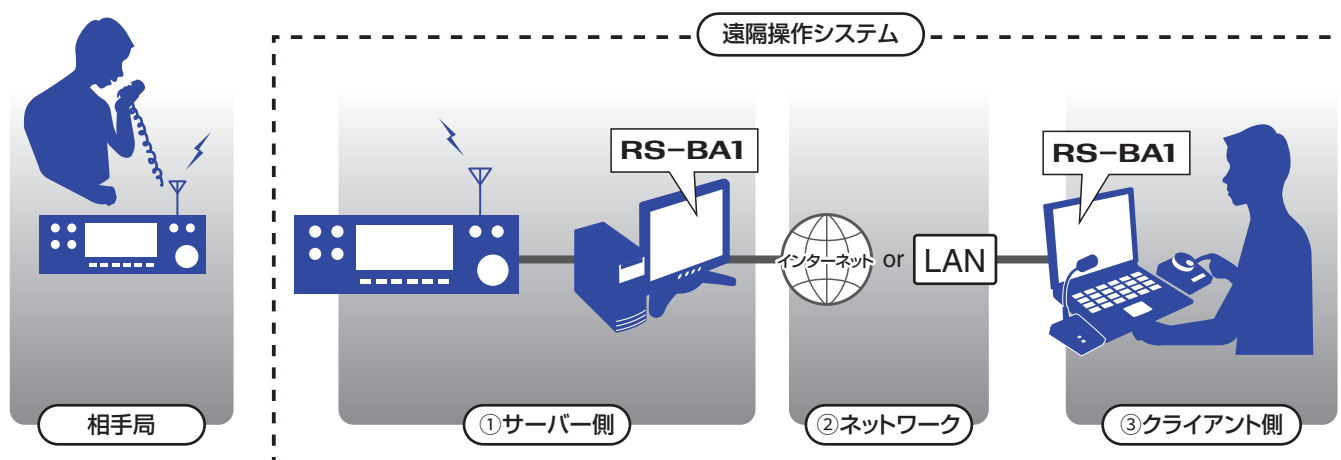 遠隔操作システム
RS-BA1
RS-BA1
インターネット or LAN
相手局
①サーバー側
②ネットワーク
③クライアント側